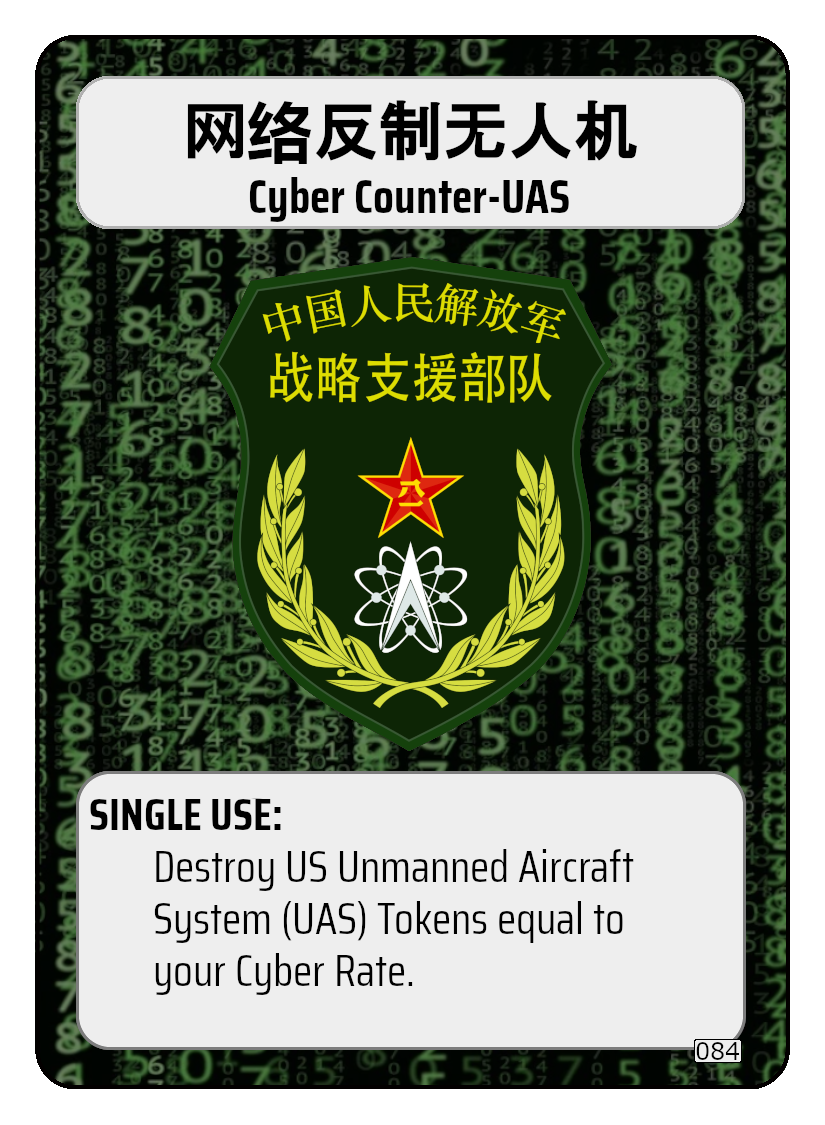 网络反制无人机
Cyber Counter-UAS
中国人民解放军
战略支援部队
八一
SINGLE USE:
Destroy US Unmanned Aircraft
System (UAS) Tokens equal to
your Cyber Rate.
084